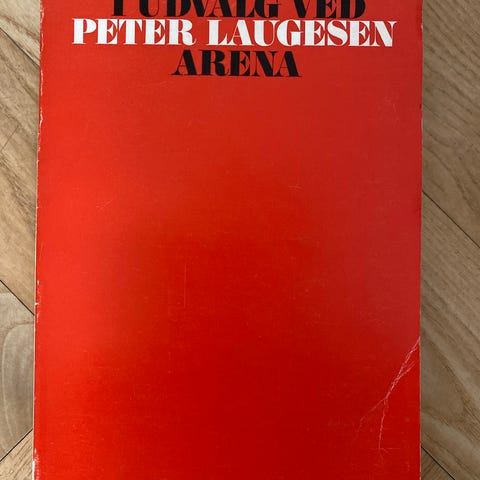 I UDVALG VED
PETER LAUGESEN
ARENA